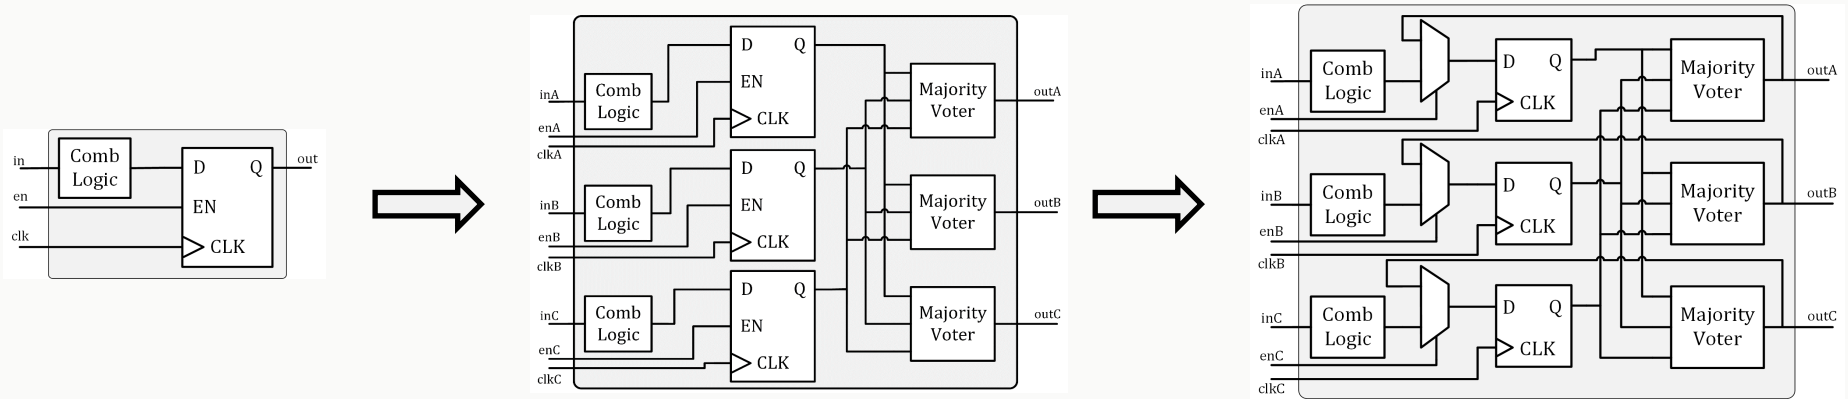 in
Comb
Logic
D
Q
out
en
EN
clk
CLK
inA
Comb
Logic
D
Q
EN
CLK
enA
clkA
Majority
Voter
outA
inB
Comb
Logic
D
Q
EN
CLK
enB
clkB
Majority
Voter
outB
inC
Comb
Logic
D
Q
EN
CLK
enC
clkC
Majority
Voter
outC
inA
Comb
Logic
D
Q
CLK
enA
clkA
Majority
Voter
outA
inB
Comb
Logic
D
Q
CLK
enB
clkB
Majority
Voter
outB
inC
Comb
Logic
D
Q
CLK
enC
clkC
Majority
Voter
outC